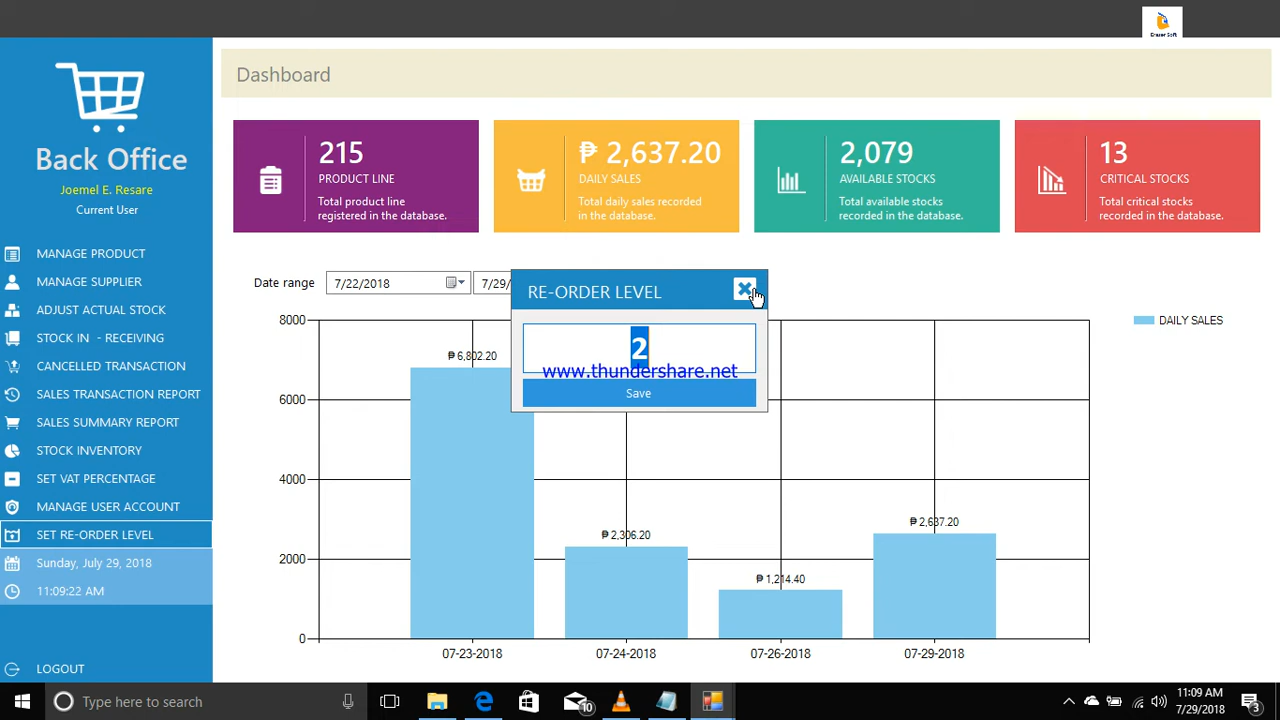 Eraser Soft
Dashboard
Back Office
Joemel E. Resare
Current User
215
PRODUCT LINE
Total product line
registered in the database.
₱ 2,637.20
DAILY SALES
Total daily sales recorded
in the database.
2,079
AVAILABLE STOCKS
Total available stocks
recorded in the database.
13
CRITICAL STOCKS
Total critical stocks
recorded in the database.
MANAGE PRODUCT
MANAGE SUPPLIER
ADJUST ACTUAL STOCK
STOCK IN - RECEIVING
CANCELLED TRANSACTION
SALES TRANSACTION REPORT
SALES SUMMARY REPORT
STOCK INVENTORY
SET VAT PERCENTAGE
MANAGE USER ACCOUNT
SET RE-ORDER LEVEL
Sunday, July 29, 2018
11:09:22 AM
LOGOUT
Date range 7/22/2018 7/29/
RE-ORDER LEVEL
2
www.thundershare.net
Save
DAILY SALES
8000
6000
4000
2000
0
₱ 6,802.20
₱ 2,306.20
₱ 1,214.40
₱ 2,637.20
07-23-2018 07-24-2018 07-26-2018 07-29-2018
Type here to search
10
11:09 AM
7/29/2018
3